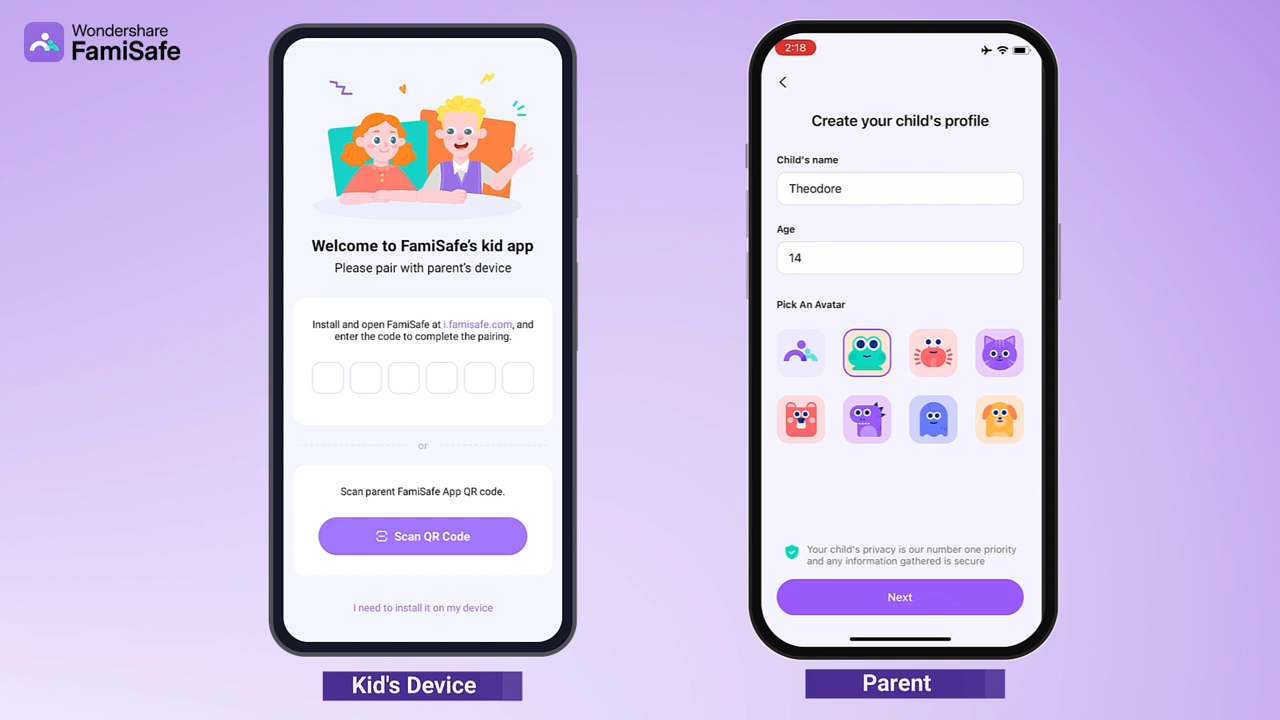 Wondershare
FamiSafe
Welcome to FamiSafe's kid app
Please pair with parent's device
Install and open FamiSafe at i.famisafe.com, and
enter the code to complete the pairing.
or
Scan parent FamiSafe App QR code.
Scan QR Code
I need to install it on my device
Kid's Device
2:18
Create your child's profile
Child's name
Theodore
Age
14
Pick An Avatar
Your child's privacy is our number one priority
and any information gathered is secure
Next
Parent